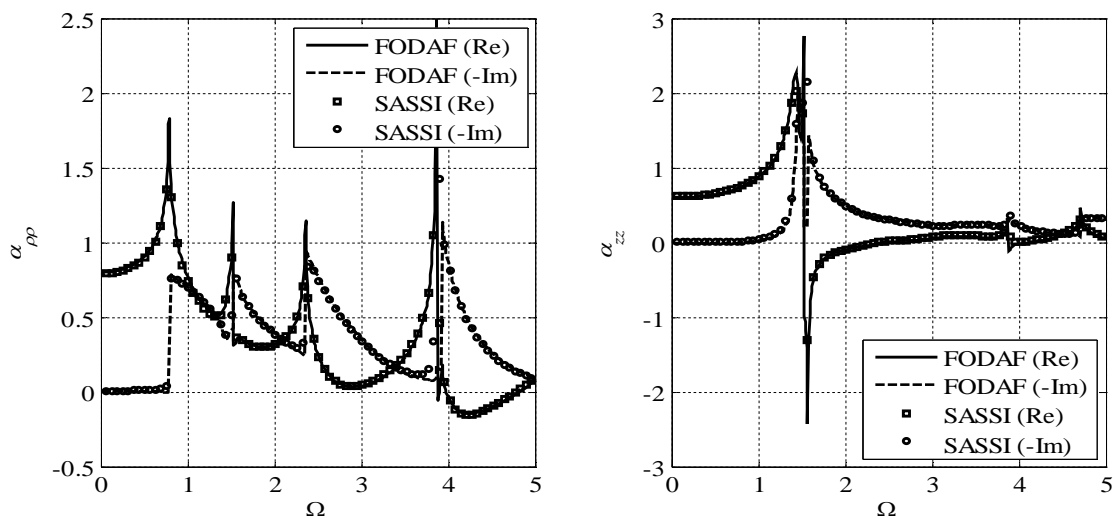 2.5
2
1.5
1
0.5
0
-0.5
α ρρ
FODAF (Re)
FODAF (-Im)
SASSI (Re)
SASSI (-Im)
0 1 2 3 4 5
Ω
3
2
1
0
-1
-2
-3
α zz
FODAF (Re)
FODAF (-Im)
SASSI (Re)
SASSI (-Im)
0 1 2 3 4 5
Ω